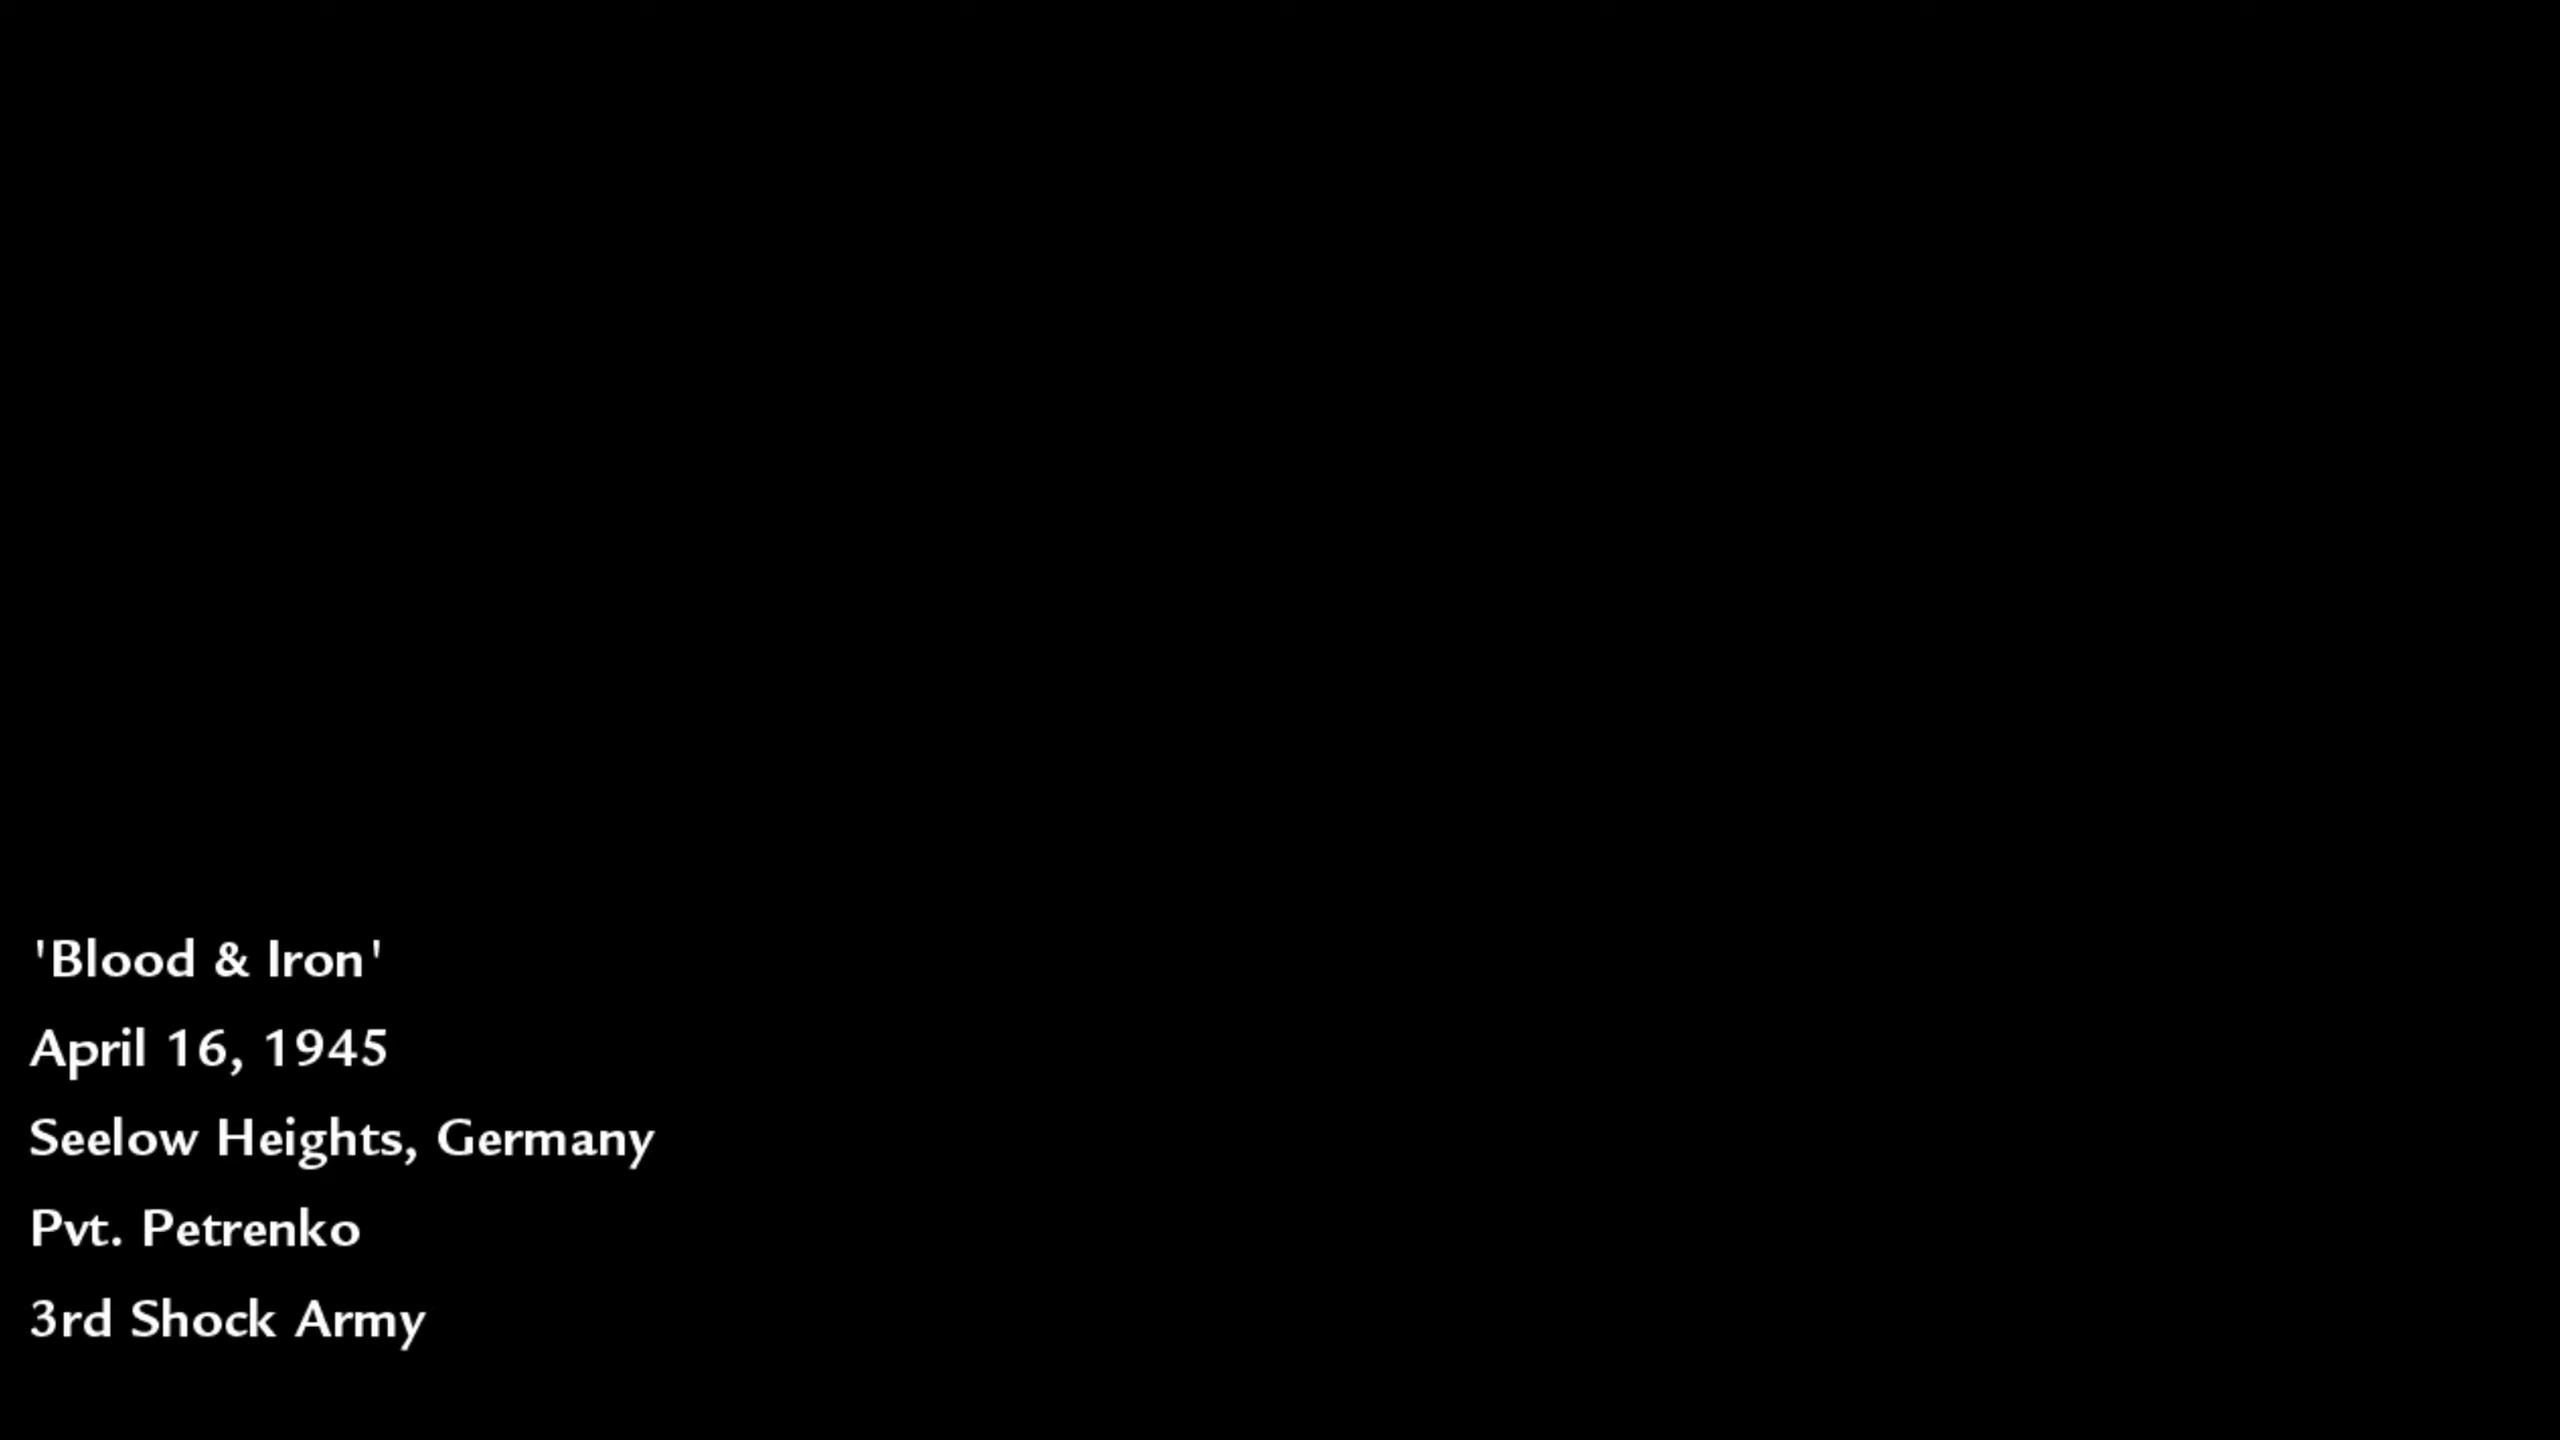 'Blood & Iron'
April 16, 1945
Seelow Heights, Germany
Pvt. Petrenko
3rd Shock Army